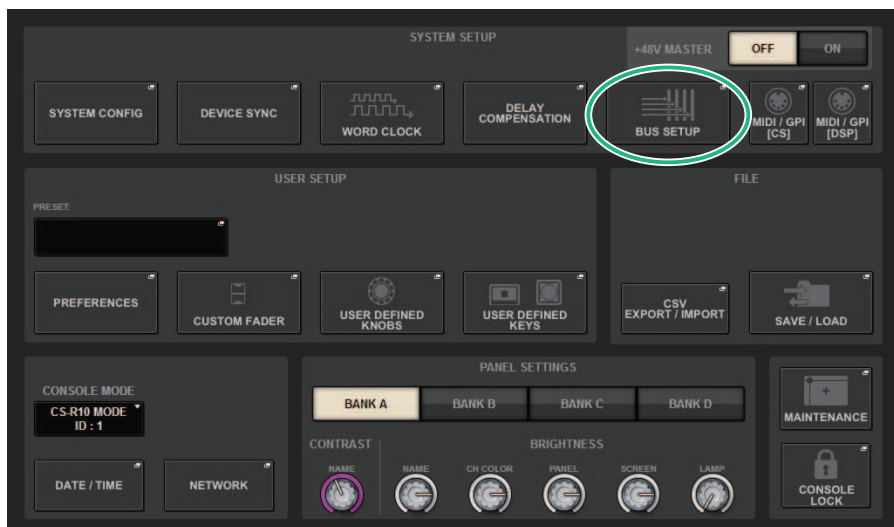 SYSTEM SETUP
+48V MASTER
OFF
ON
SYSTEM CONFIG
DEVICE SYNC
WORD CLOCK
DELAY
COMPENSATION
BUS SETUP
MIDI / GPI
[CS]
MIDI / GPI
[DSP]
USER SETUP
PRESET
PREFERENCES
CUSTOM FADER
USER DEFINED
KNOBS
USER DEFINED
KEYS
FILE
CSV
EXPORT / IMPORT
SAVE / LOAD
CONSOLE MODE
CS-R10 MODE
ID : 1
DATE / TIME
NETWORK
PANEL SETTINGS
BANK A
BANK B
BANK C
BANK D
CONTRAST
BRIGHTNESS
NAME
NAME
CH COLOR
PANEL
SCREEN
LAMP
MAINTENANCE
CONSOLE
LOCK